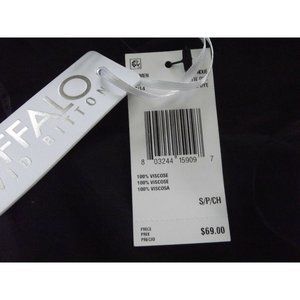 FFALO
VID BITTON
MEN
8 03244 15909 7
100% VISCOSE
100% VISCOSE
100% VISCOSA
S/P/CH
PRICE
PRIX
PRECIO
$69.00